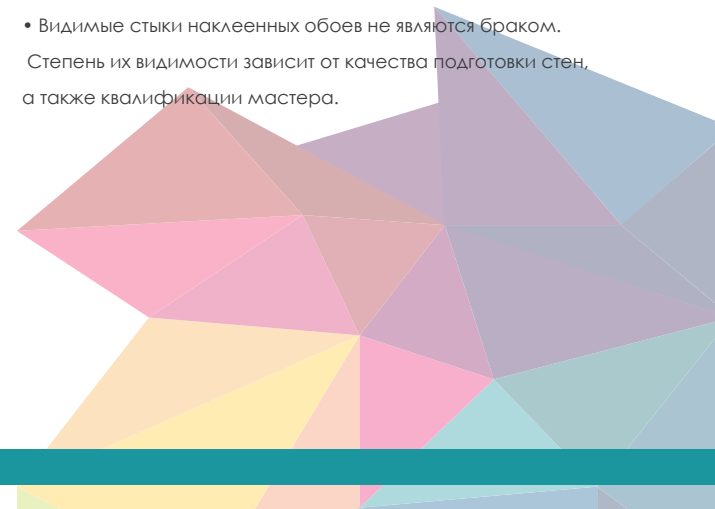 • Видимые стыки наклеенных обоев не являются браком.
Степень их видимости зависит от качества подготовки стен,
а также квалификации мастера.